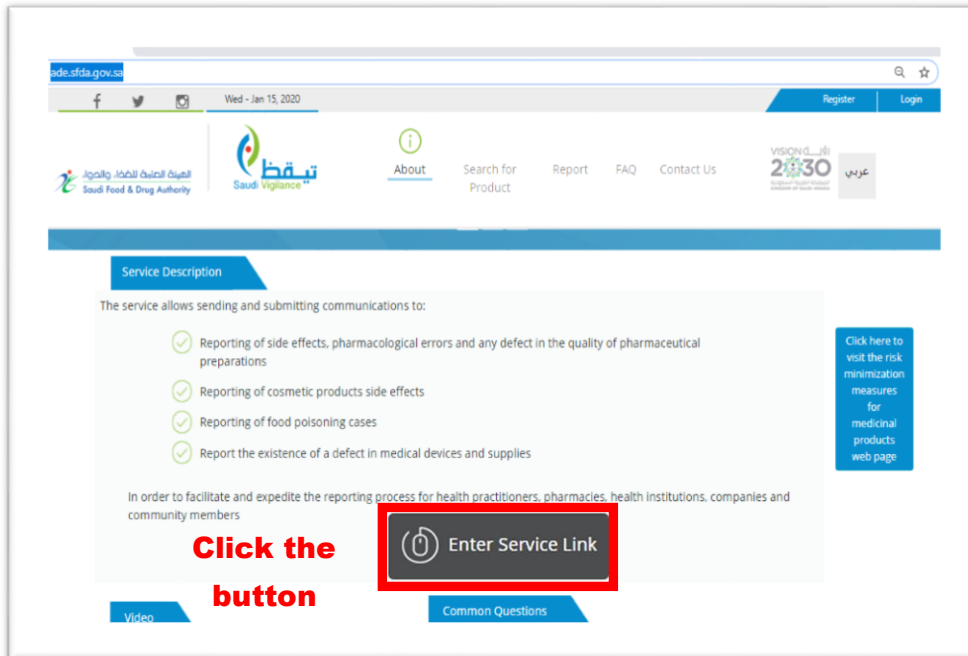 ade.sfda.gov.sa
Wed - Jan 15, 2020
Register
Login
الهيئة العامة للغذاء والدواء
Saudi Food & Drug Authority
تيقظ
Saudi Vigilance
About
Search for
Product
Report
FAQ
Contact Us
VISION رؤية
2030
KINGDOM OF SAUDI ARABIA
عربي
Service Description
The service allows sending and submitting communications to:
Reporting of side effects, pharmacological errors and any defect in the quality of pharmaceutical
preparations
Reporting of cosmetic products side effects
Reporting of food poisoning cases
Report the existence of a defect in medical devices and supplies
Click here to
visit the risk
minimization
measures
for
medicinal
products
web page
In order to facilitate and expedite the reporting process for health practitioners, pharmacies, health institutions, companies and
community members
Click the
button
Enter Service Link
Video
Common Questions